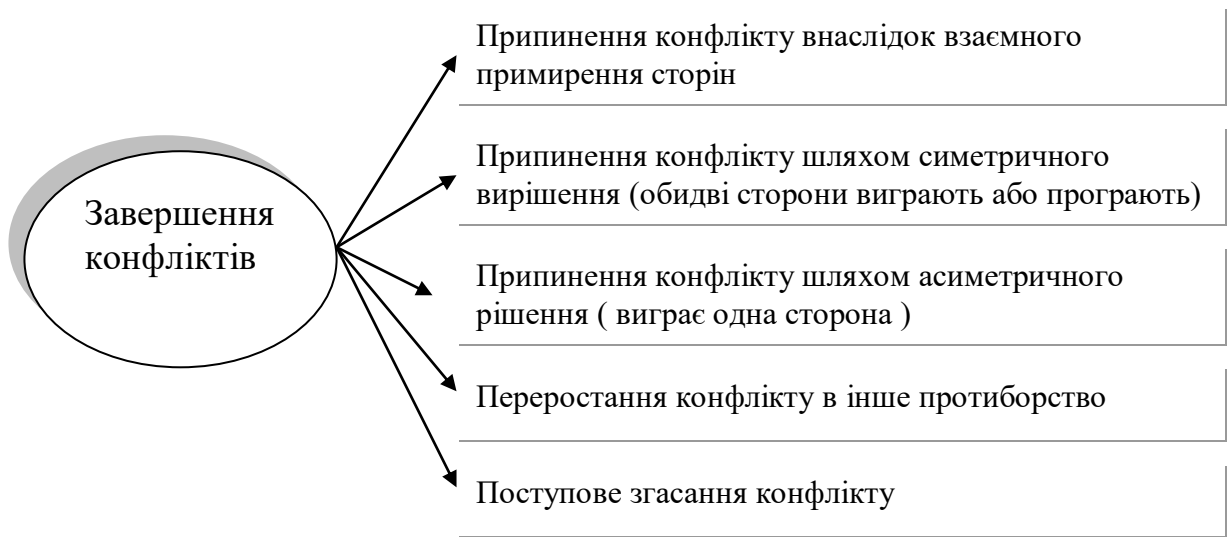 Завершення
конфліктів
Припинення конфлікту внаслідок взаємного
примирення сторін
Припинення конфлікту шляхом симетричного
вирішення (обидві сторони виграють або програють)
Припинення конфлікту шляхом асиметричного
рішення ( виграє одна сторона )
Переростання конфлікту в інше протиборство
Поступове згасання конфлікту